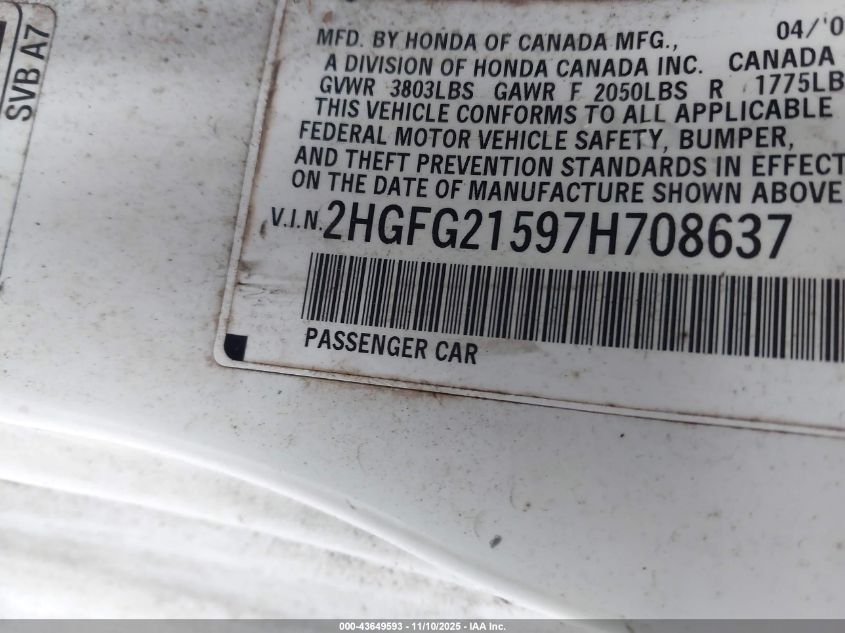 SVB A7
MFD. BY HONDA OF CANADA MFG., 04/'0
A DIVISION OF HONDA CANADA INC. CANADA
GVWR 3803LBS GAWR F 2050LBS R 1775LB
THIS VEHICLE CONFORMS TO ALL APPLICABLE
FEDERAL MOTOR VEHICLE SAFETY, BUMPER,
AND THEFT PREVENTION STANDARDS IN EFFECT
ON THE DATE OF MANUFACTURE SHOWN ABOVE
V.I.N. 2HGFG21597H708637
PASSENGER CAR
000-43649593 - 11/10/2025 - IAA Inc.